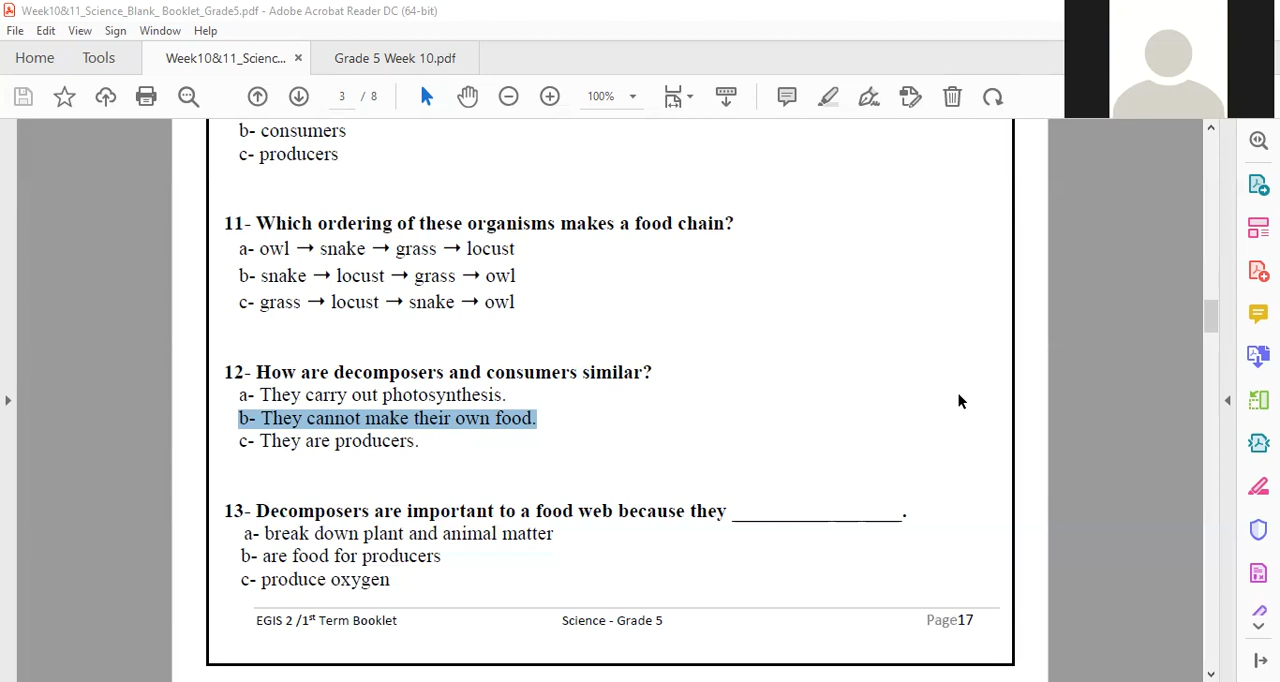 Week10&11_Science_Blank_ Booklet_Grade5.pdf - Adobe Acrobat Reader DC (64-bit)
File Edit View Sign Window Help
Home Tools Week10&11_Scienc... × Grade 5 Week 10.pdf
3 / 8 100%
b- consumers
c- producers
11- Which ordering of these organisms makes a food chain?
a- owl → snake → grass → locust
b- snake → locust → grass → owl
c- grass → locust → snake → owl
12- How are decomposers and consumers similar?
a- They carry out photosynthesis.
b- They cannot make their own food.
c- They are producers.
13- Decomposers are important to a food web because they _________________.
a- break down plant and animal matter
b- are food for producers
c- produce oxygen
EGIS 2 /1st Term Booklet Science - Grade 5 Page17